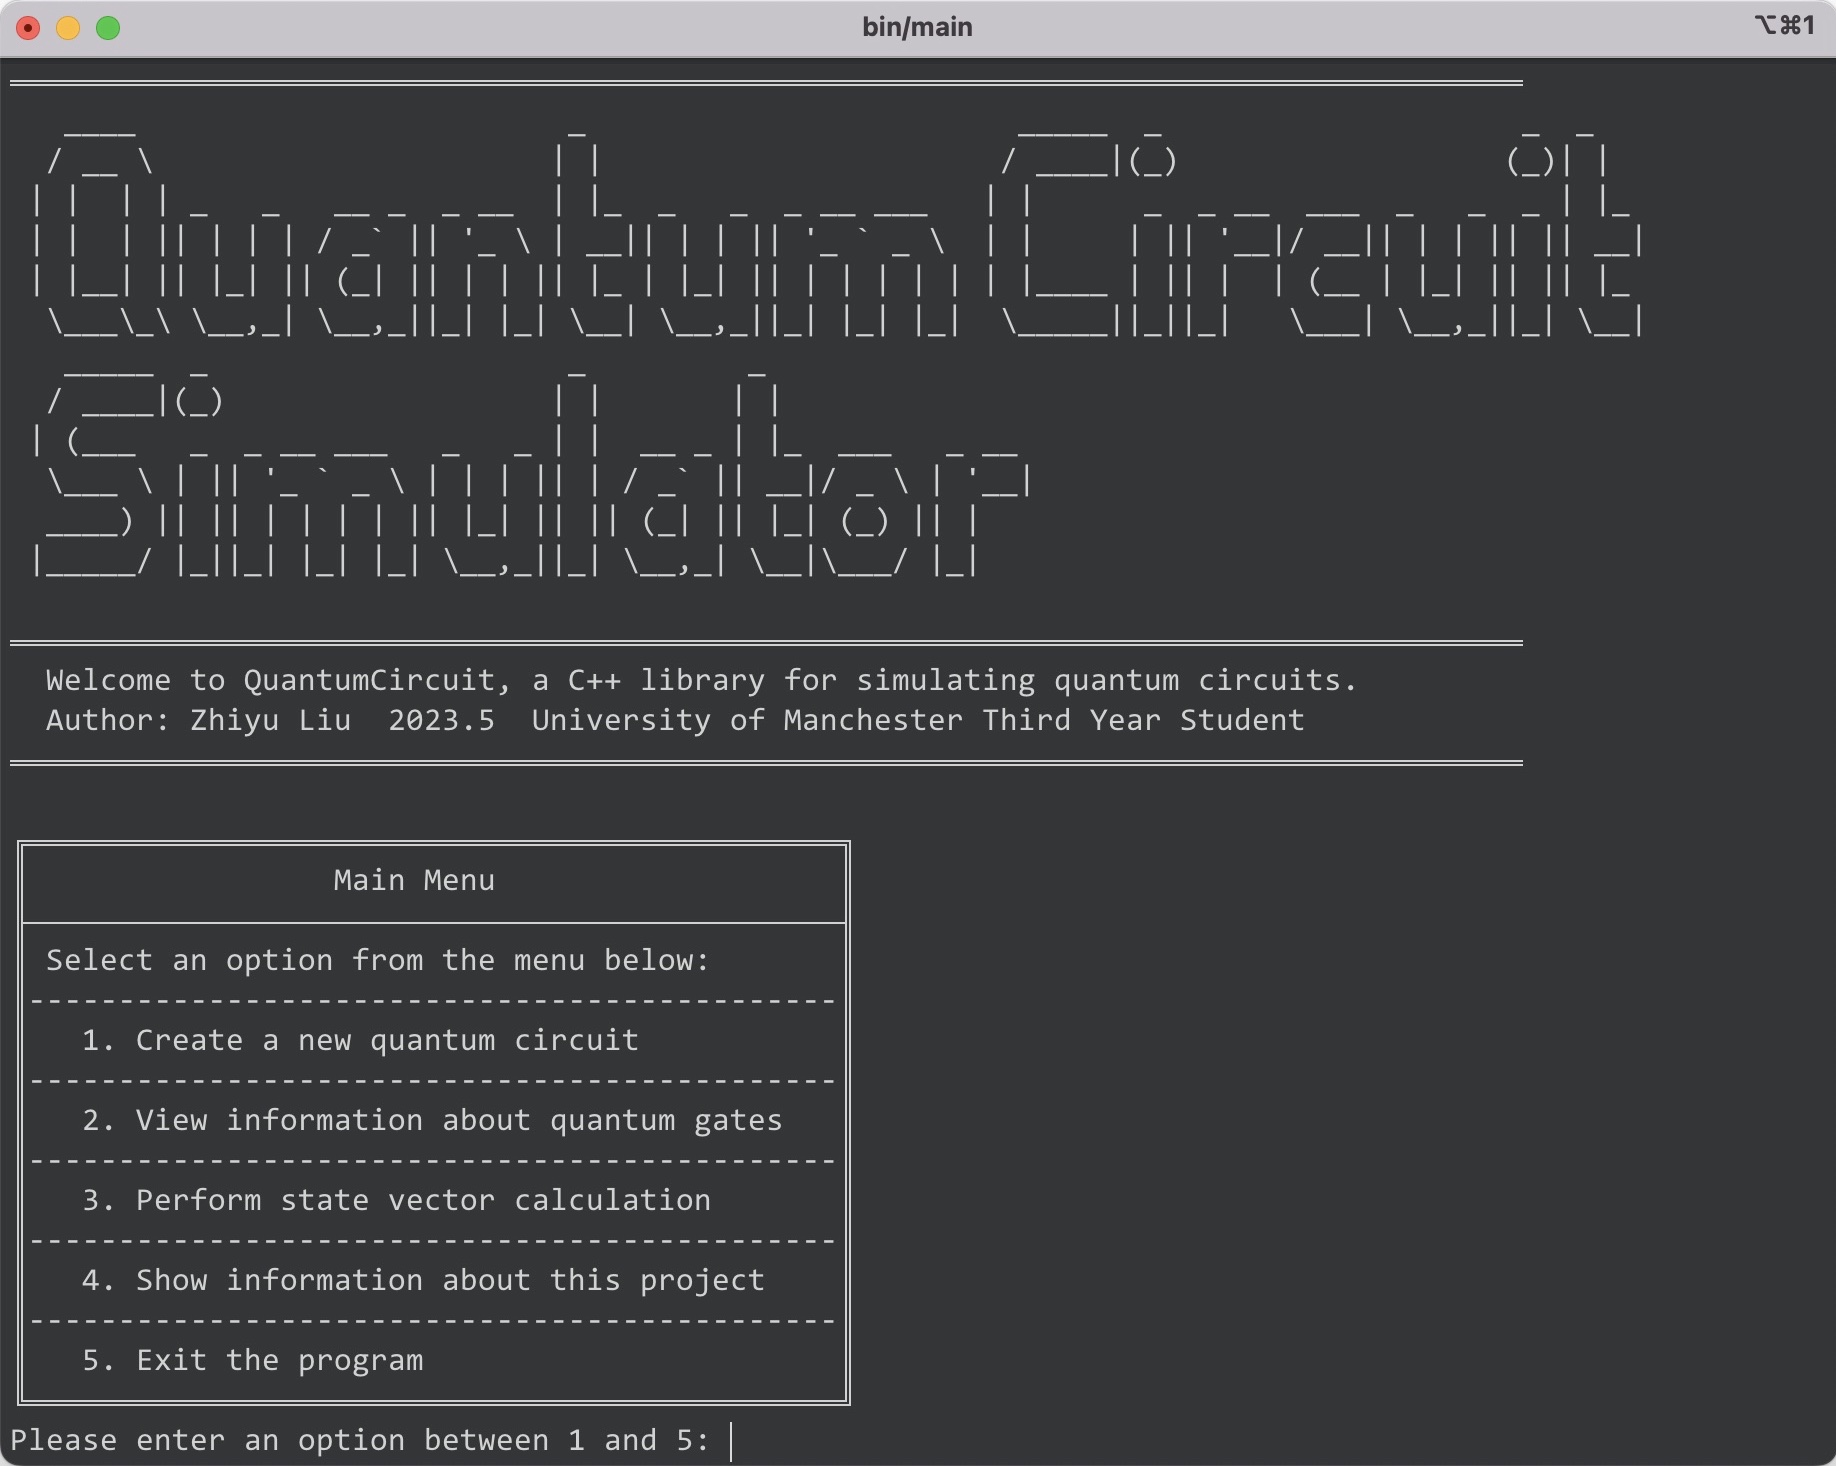 bin/main
⌥⌘1
Quantum Circuit
Simulator
Welcome to QuantumCircuit, a C++ library for simulating quantum circuits.
Author: Zhiyu Liu  2023.5  University of Manchester Third Year Student
Main Menu
Select an option from the menu below:
1. Create a new quantum circuit
2. View information about quantum gates
3. Perform state vector calculation
4. Show information about this project
5. Exit the program
Please enter an option between 1 and 5: